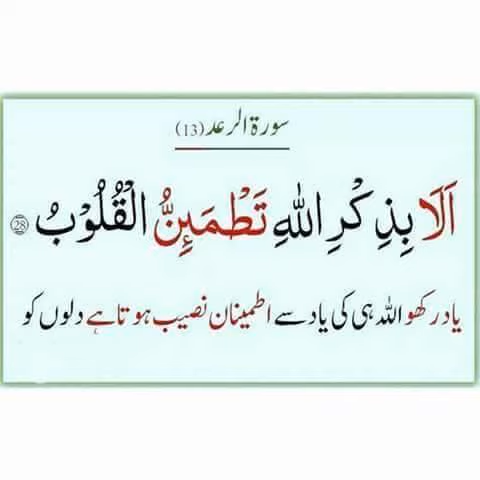 سورۃ الرعد (13)
اَلَا بِذِكْرِ اللّٰهِ تَطْمَىِٕنُّ الْقُلُوْبُ 28
یاد رکھو اللہ ہی کی یاد سے اطمینان نصیب ہوتا ہے دلوں کو